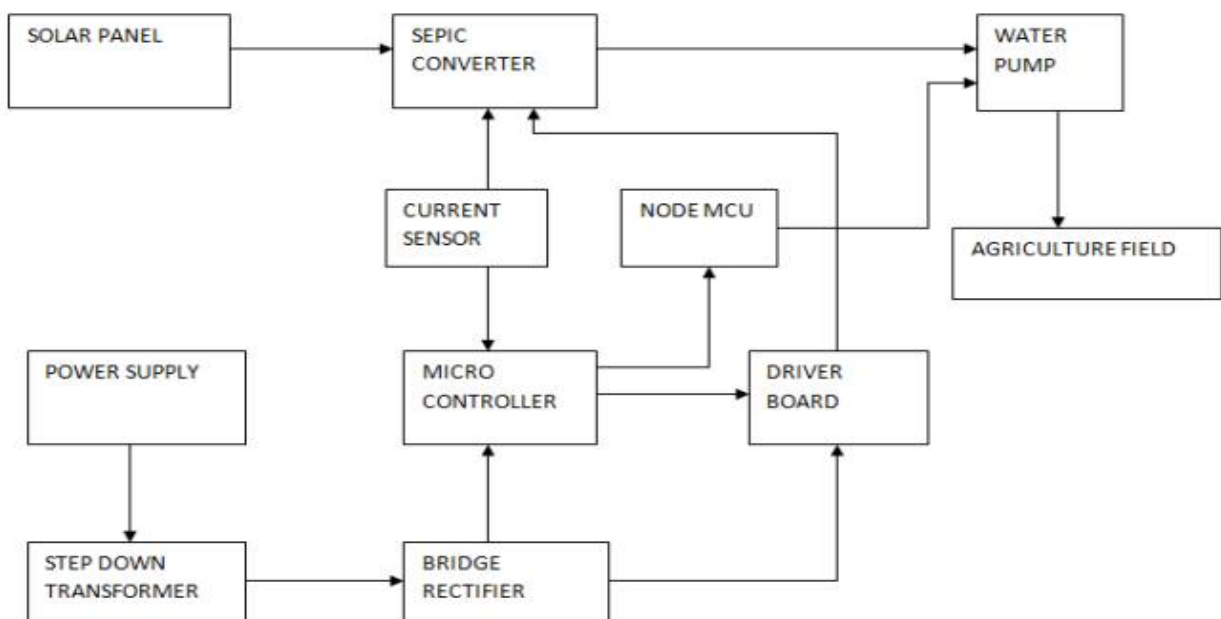 SOLAR PANEL
SEPIC
CONVERTER
WATER
PUMP
CURRENT
SENSOR
NODE MCU
AGRICULTURE FIELD
POWER SUPPLY
MICRO
CONTROLLER
DRIVER
BOARD
STEP DOWN
TRANSFORMER
BRIDGE
RECTIFIER